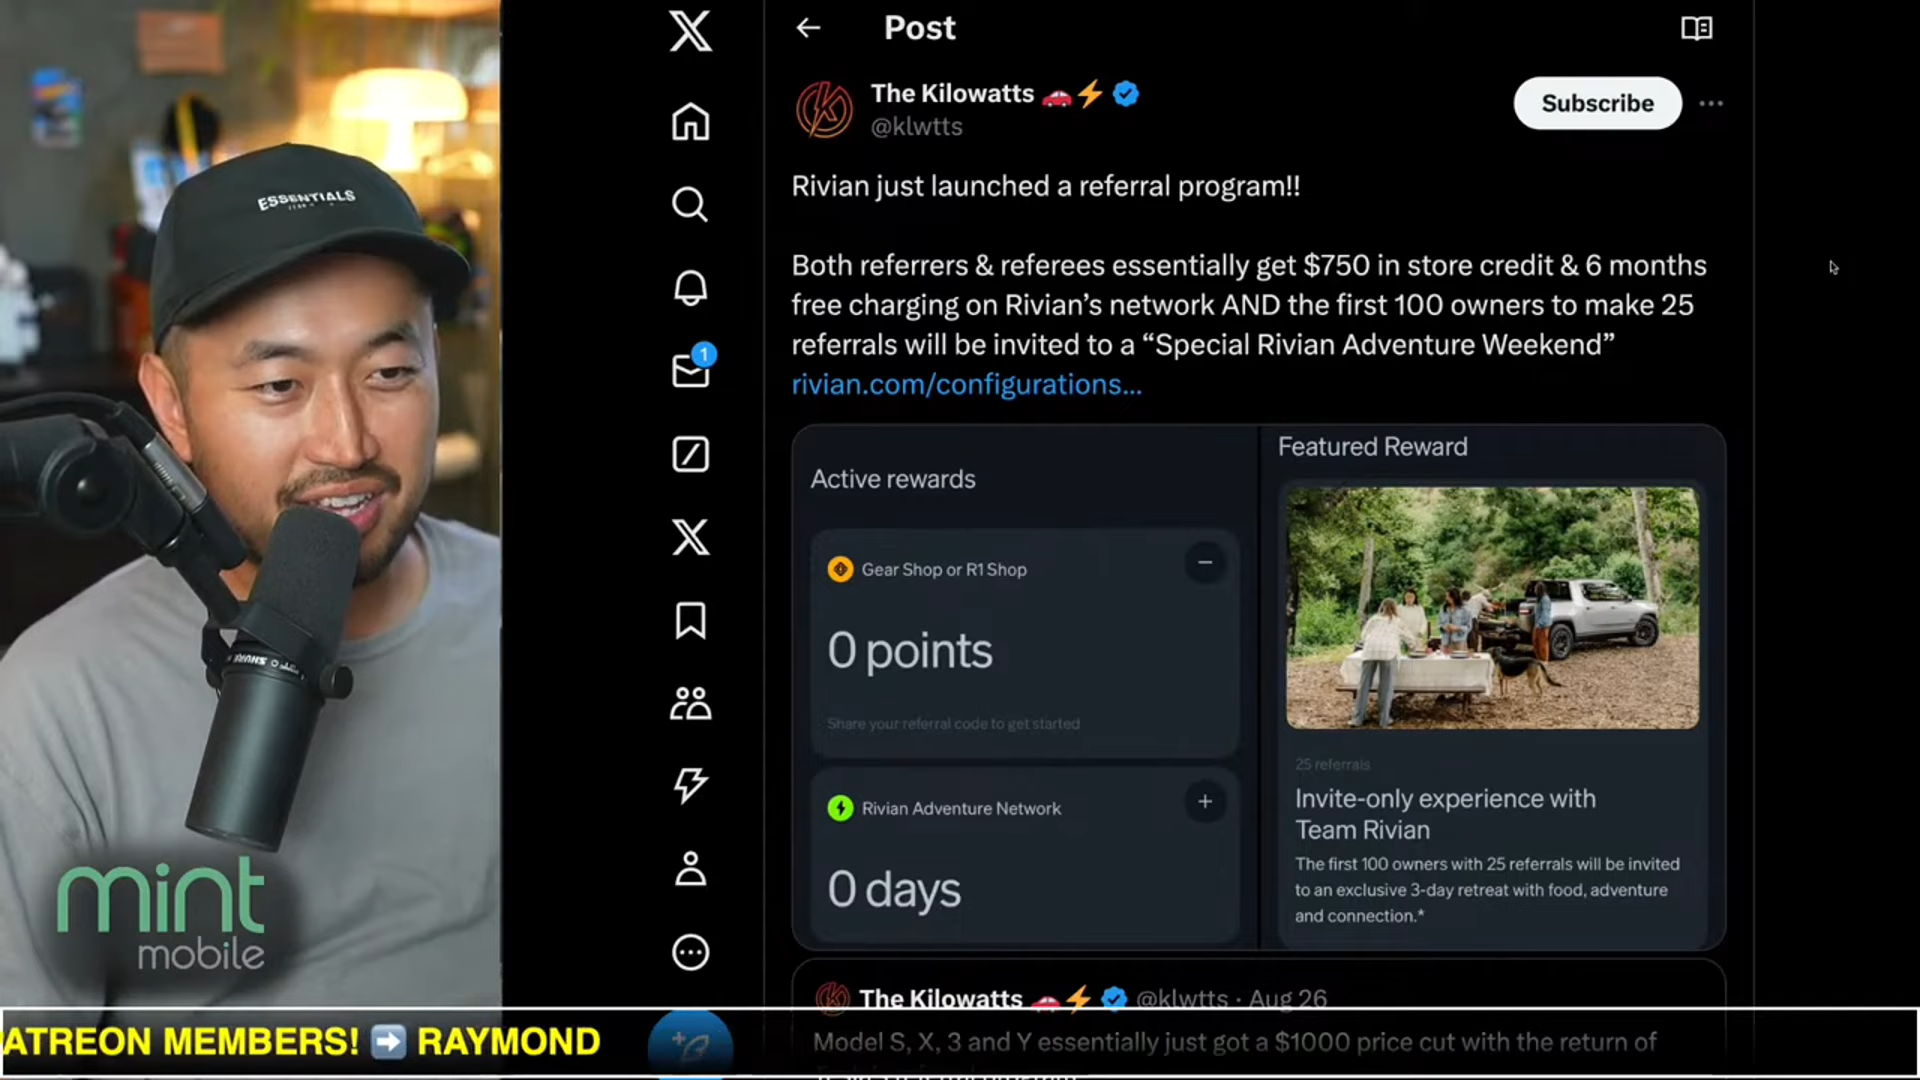 ESSENTIALS
SHURE
mint
mobile
Post
The Kilowatts
@klwtts
Subscribe
Rivian just launched a referral program!!
Both referrers & referees essentially get $750 in store credit & 6 months
free charging on Rivian’s network AND the first 100 owners to make 25
referrals will be invited to a “Special Rivian Adventure Weekend”
rivian.com/configurations...
1
Active rewards
Gear Shop or R1 Shop
0 points
Share your referral code to get started
Rivian Adventure Network
0 days
Featured Reward
25 referrals
Invite-only experience with
Team Rivian
The first 100 owners with 25 referrals will be invited
to an exclusive 3-day retreat with food, adventure
and connection.*
The Kilowatts @klwtts · Aug 26
Model S, X, 3 and Y essentially just got a $1000 price cut with the return of
ATREON MEMBERS! ➡️ RAYMOND